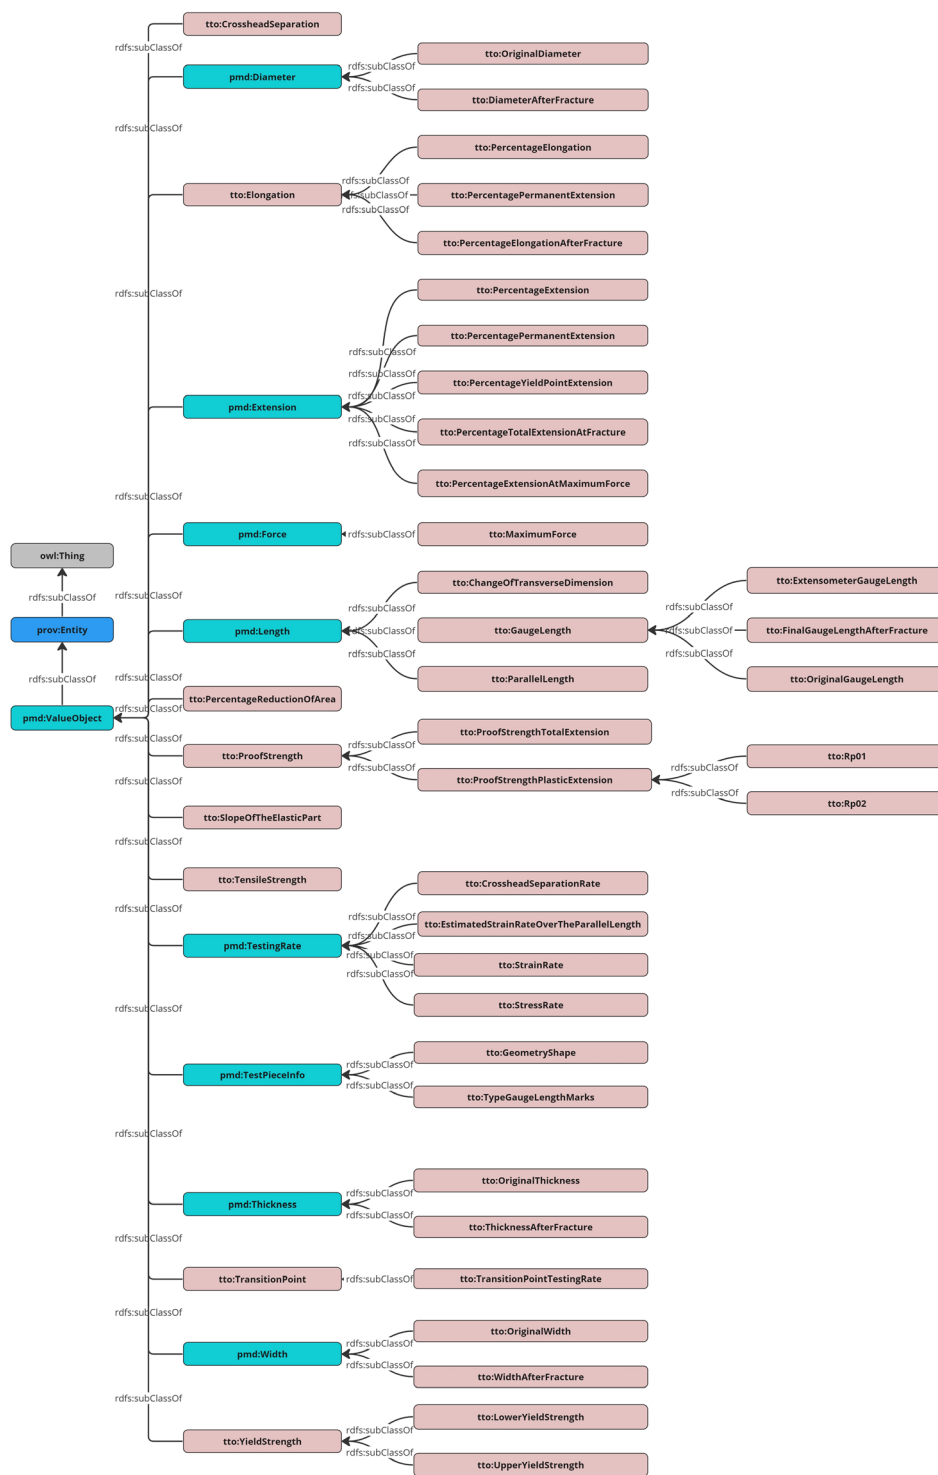 tto:CrossheadSeparation
rdfs:subClassOf
tto:OriginalDiameter
rdfs:subClassOf
pmd:Diameter
rdfs:subClassOf
tto:DiameterAfterFracture
rdfs:subClassOf
tto:PercentageElongation
rdfs:subClassOf
tto:Elongation
rdfs:subClassOf
tto:PercentagePermanentExtension
rdfs:subClassOf
tto:PercentageElongationAfterFracture
tto:PercentageExtension
rdfs:subClassOf
tto:PercentagePermanentExtension
rdfs:subClassOf
rdfs:subClassOf
tto:PercentageYieldPointExtension
rdfs:subClassOf
pmd:Extension
rdfs:subClassOf
tto:PercentageTotalExtensionAtFracture
rdfs:subClassOf
tto:PercentageExtensionAtMaximumForce
rdfs:subClassOf
pmd:Force
rdfs:subClassOf
tto:MaximumForce
owl:Thing
rdfs:subClassOf
rdfs:subClassOf
tto:ChangeOfTransverseDimension
tto:ExtensometerGaugeLength
rdfs:subClassOf
rdfs:subClassOf
prov:Entity
pmd:Length
rdfs:subClassOf
tto:GaugeLength
rdfs:subClassOf
tto:FinalGaugeLengthAfterFracture
rdfs:subClassOf
rdfs:subClassOf
rdfs:subClassOf
rdfs:subClassOf
tto:ParallelLength
tto:OriginalGaugeLength
tto:PercentageReductionOfArea
rdfs:subClassOf
pmd:ValueObject
tto:ProofStrengthTotalExtension
rdfs:subClassOf
rdfs:subClassOf
tto:ProofStrength
tto:Rp01
rdfs:subClassOf
rdfs:subClassOf
rdfs:subClassOf
tto:ProofStrengthPlasticExtension
rdfs:subClassOf
tto:Rp02
tto:SlopeOfTheElasticPart
rdfs:subClassOf
tto:TensileStrength
tto:CrossheadSeparationRate
rdfs:subClassOf
rdfs:subClassOf
tto:EstimatedStrainRateOverTheParallelLength
rdfs:subClassOf
pmd:TestingRate
rdfs:subClassOf
tto:StrainRate
rdfs:subClassOf
tto:StressRate
rdfs:subClassOf
tto:GeometryShape
rdfs:subClassOf
pmd:TestPieceInfo
rdfs:subClassOf
tto:TypeGaugeLengthMarks
rdfs:subClassOf
tto:OriginalThickness
rdfs:subClassOf
pmd:Thickness
rdfs:subClassOf
tto:ThicknessAfterFracture
rdfs:subClassOf
tto:TransitionPoint
rdfs:subClassOf
tto:TransitionPointTestingRate
rdfs:subClassOf
tto:OriginalWidth
rdfs:subClassOf
pmd:Width
rdfs:subClassOf
tto:WidthAfterFracture
rdfs:subClassOf
tto:LowerYieldStrength
rdfs:subClassOf
tto:YieldStrength
rdfs:subClassOf
tto:UpperYieldStrength